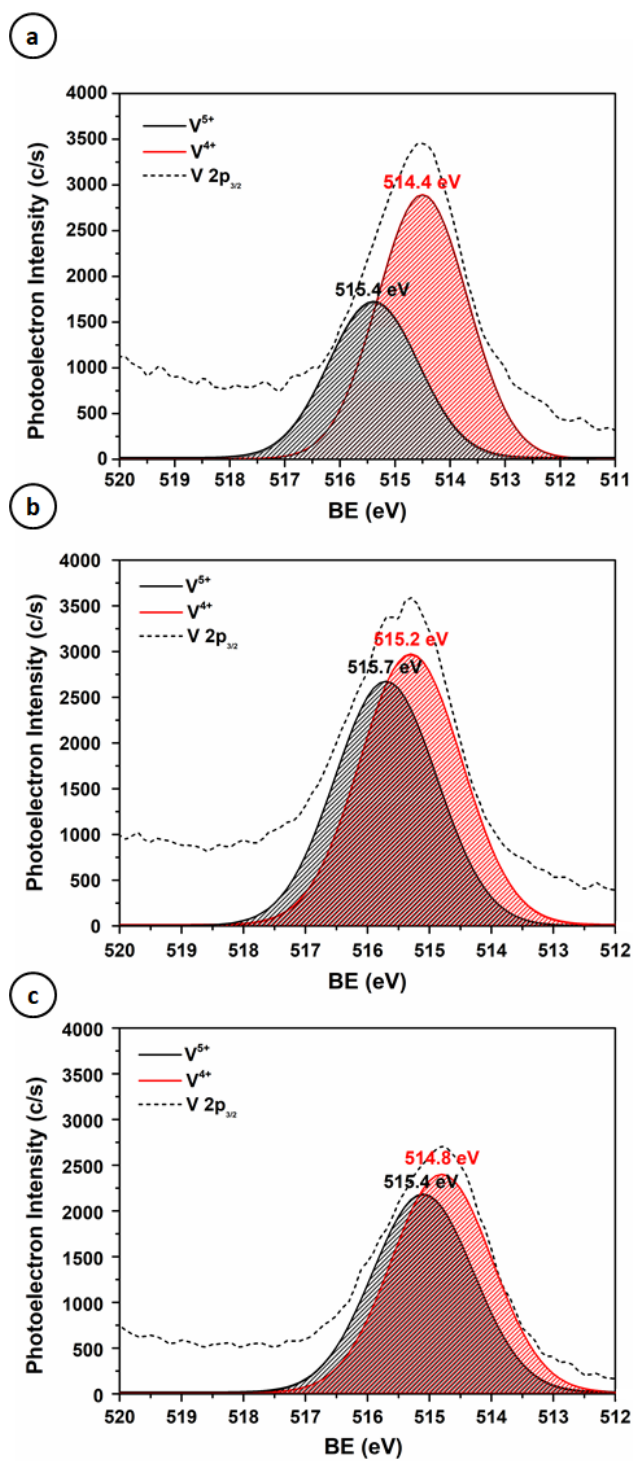 a
Photoelectron Intensity (c/s)
4000
3500
3000
2500
2000
1500
1000
500
0
V⁵⁺
V⁴⁺
V 2p₃/₂
514.4 eV
515.4 eV
520 519 518 517 516 515 514 513 512 511
BE (eV)
b
Photoelectron Intensity (c/s)
4000
3500
3000
2500
2000
1500
1000
500
0
V⁵⁺
V⁴⁺
V 2p₃/₂
515.2 eV
515.7 eV
520 519 518 517 516 515 514 513 512
BE (eV)
c
Photoelectron Intensity (c/s)
4000
3500
3000
2500
2000
1500
1000
500
0
V⁵⁺
V⁴⁺
V 2p₃/₂
514.8 eV
515.4 eV
520 519 518 517 516 515 514 513 512
BE (eV)